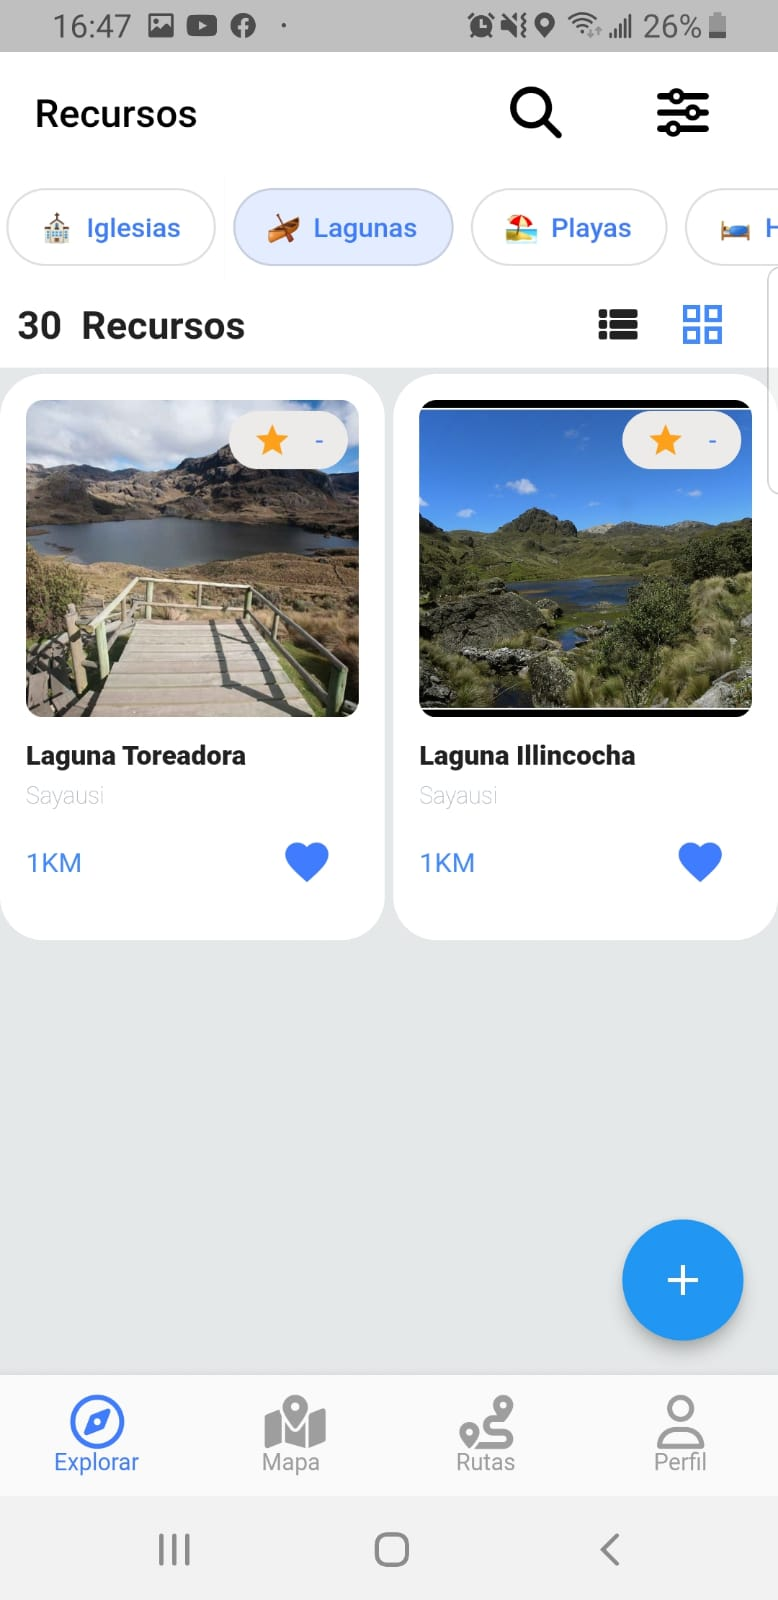 16:47 26%
Recursos
Iglesias Lagunas Playas H
30 Recursos
- -
Laguna Toreadora Laguna Illincocha
Sayausi Sayausi
1KM 1KM
Explorar Mapa Rutas Perfil